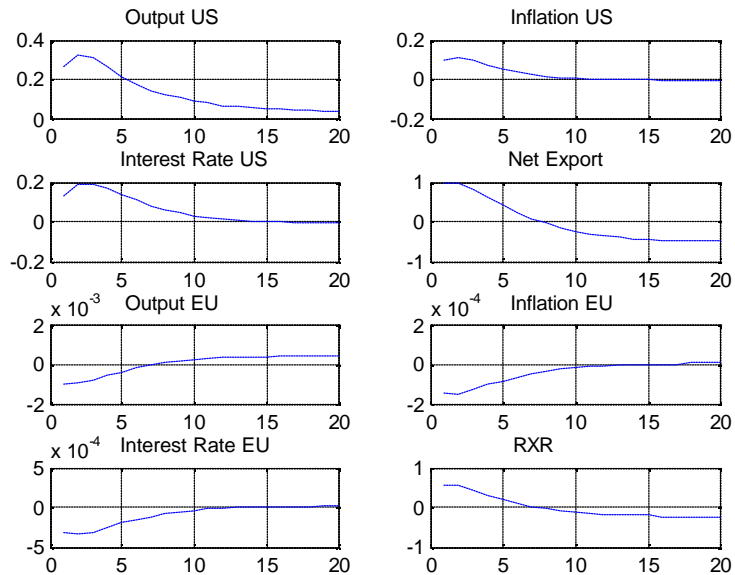 Output US
0.4
0.2
0
0 5 10 15 20
Inflation US
0.2
0
-0.2
0 5 10 15 20
Interest Rate US
0.2
0
-0.2
0 5 10 15 20
Net Export
1
0
-1
0 5 10 15 20
x 10-3
Output EU
2
0
-2
0 5 10 15 20
x 10-4
Inflation EU
2
0
-2
0 5 10 15 20
x 10-4
Interest Rate EU
5
0
-5
0 5 10 15 20
RXR
1
0
-1
0 5 10 15 20